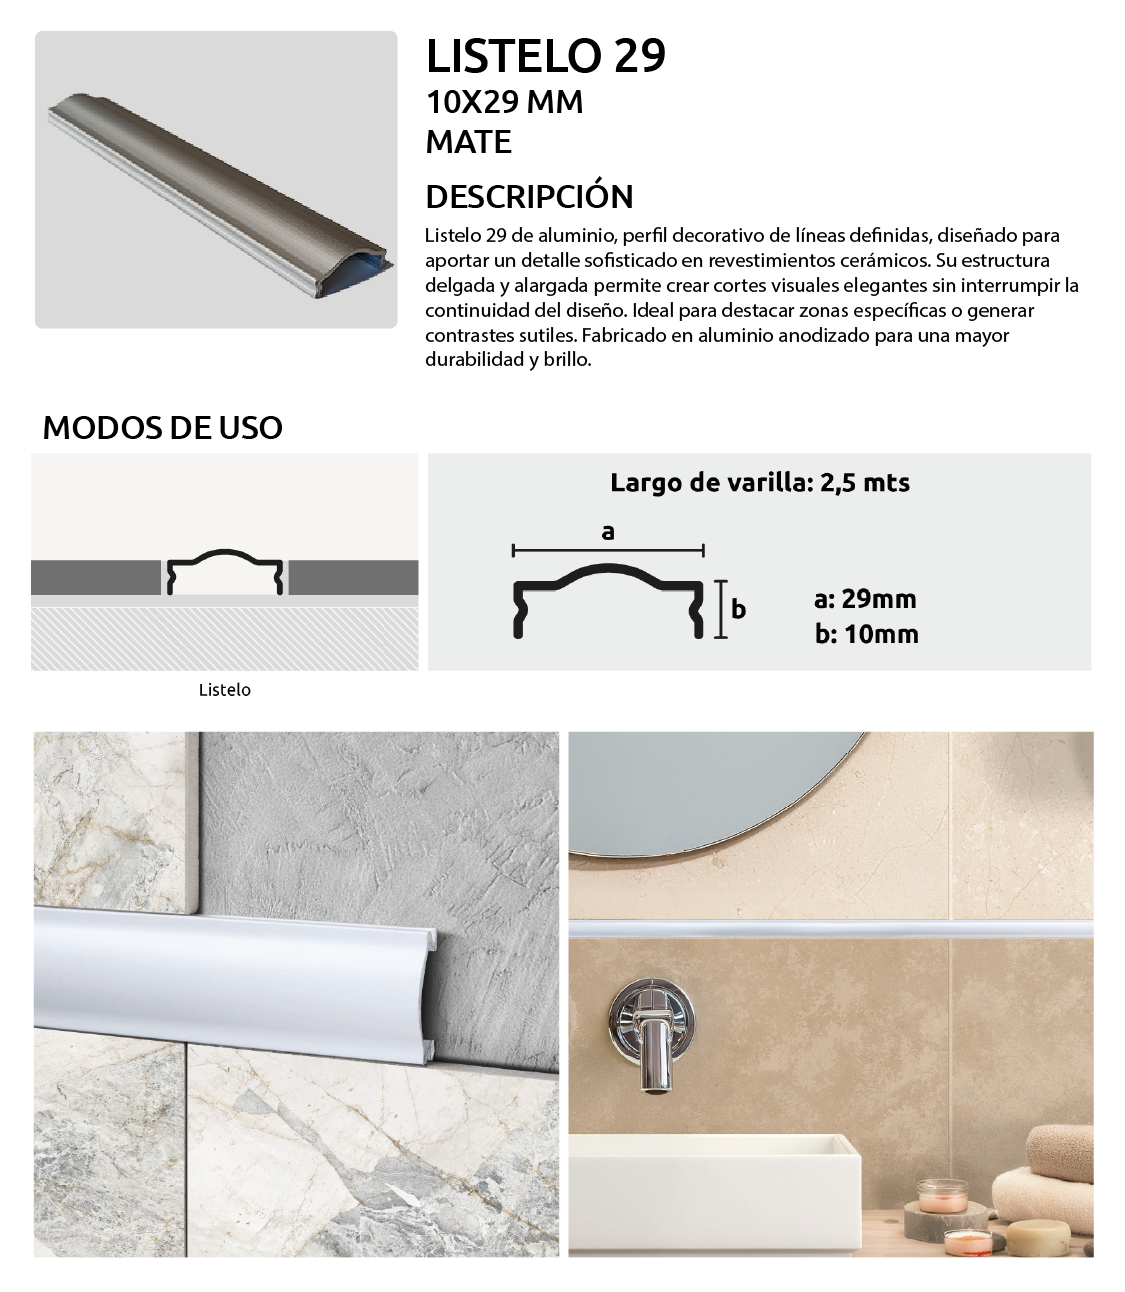 LISTELO 29
10X29 MM
MATE
DESCRIPCIÓN
Listelo 29 de aluminio, perfil decorativo de líneas definidas, diseñado para
aportar un detalle sofisticado en revestimientos cerámicos. Su estructura
delgada y alargada permite crear cortes visuales elegantes sin interrumpir la
continuidad del diseño. Ideal para destacar zonas específicas o generar
contrastes sutiles. Fabricado en aluminio anodizado para una mayor
durabilidad y brillo.
MODOS DE USO
Listelo
Largo de varilla: 2,5 mts
a
b
a: 29mm
b: 10mm